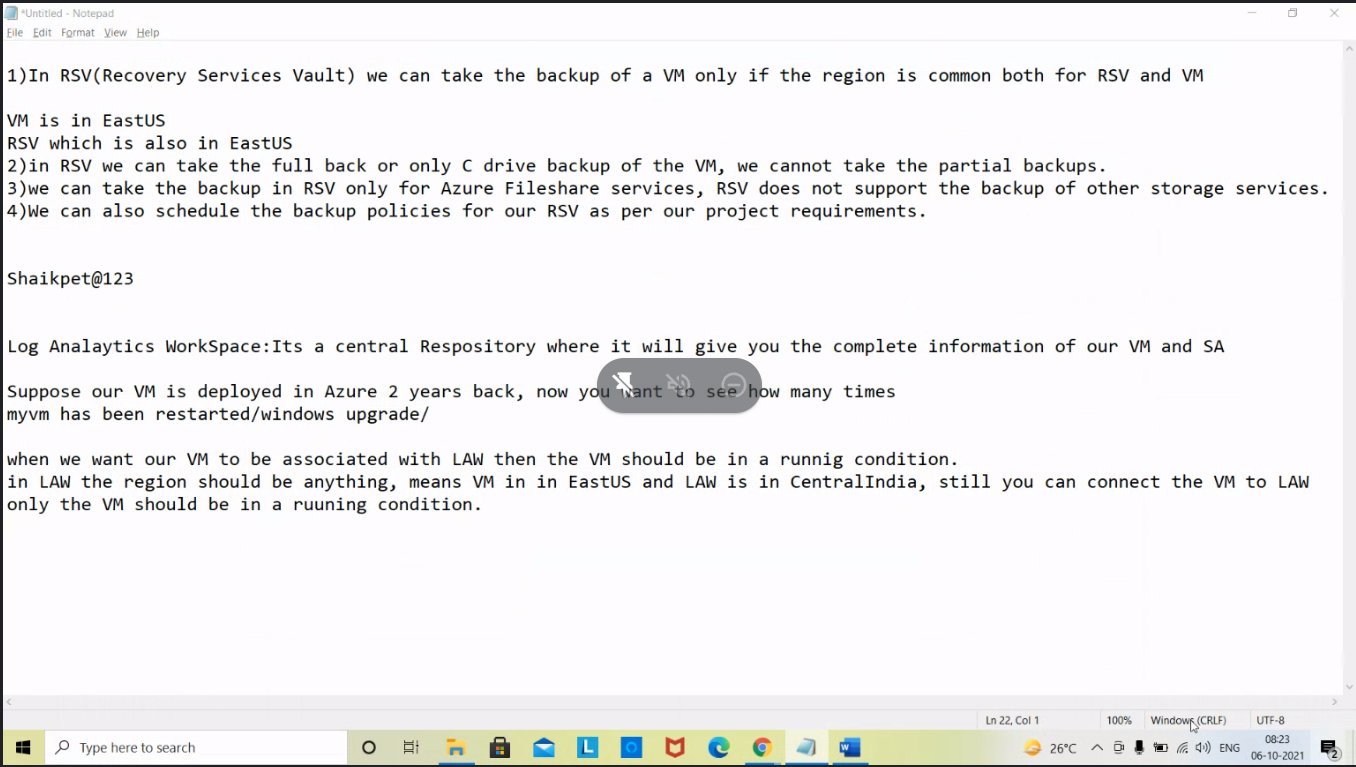 *Untitled - Notepad
File Edit Format View Help
1)In RSV(Recovery Services Vault) we can take the backup of a VM only if the region is common both for RSV and VM
VM is in EastUS
RSV which is also in EastUS
2)in RSV we can take the full back or only C drive backup of the VM, we cannot take the partial backups.
3)we can take the backup in RSV only for Azure Fileshare services, RSV does not support the backup of other storage services.
4)We can also schedule the backup policies for our RSV as per our project requirements.
Shaikpet@123
Log Analaytics WorkSpace:Its a central Respository where it will give you the complete information of our VM and SA
Suppose our VM is deployed in Azure 2 years back, now you want to see how many times
myvm has been restarted/windows upgrade/
when we want our VM to be associated with LAW then the VM should be in a runnig condition.
in LAW the region should be anything, means VM in in EastUS and LAW is in CentralIndia, still you can connect the VM to LAW
only the VM should be in a ruuning condition.
Ln 22, Col 1 100% Windows (CRLF) UTF-8
Type here to search
L
W
26°C ENG
08:23
06-10-2021
2